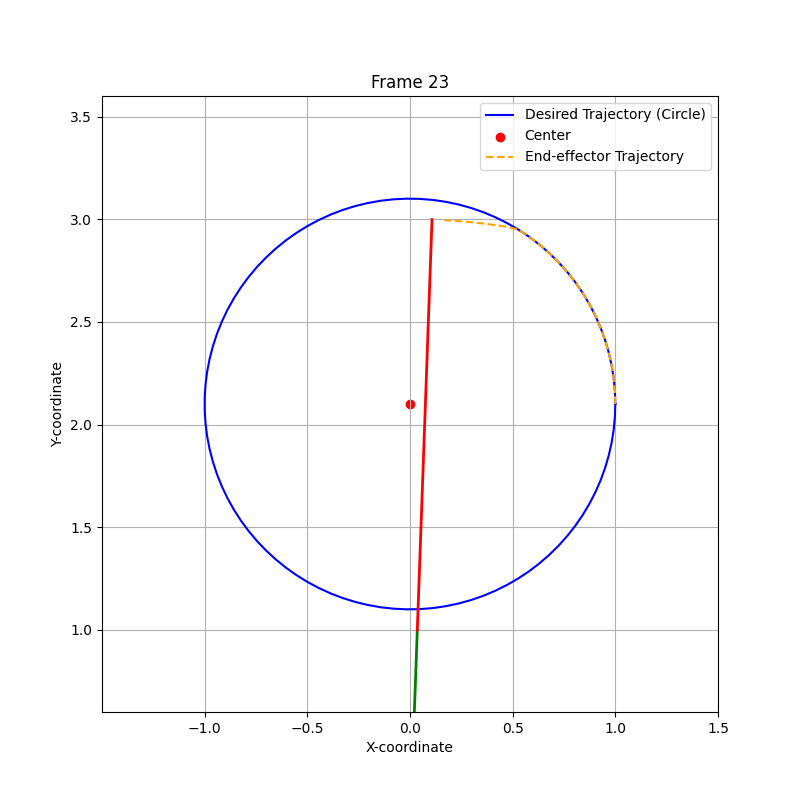 Frame 23
Desired Trajectory (Circle)
Center
End-effector Trajectory
3.5
3.0
2.5
2.0
1.5
1.0
Y-coordinate
−1.0
−0.5
0.0
0.5
1.0
1.5
X-coordinate